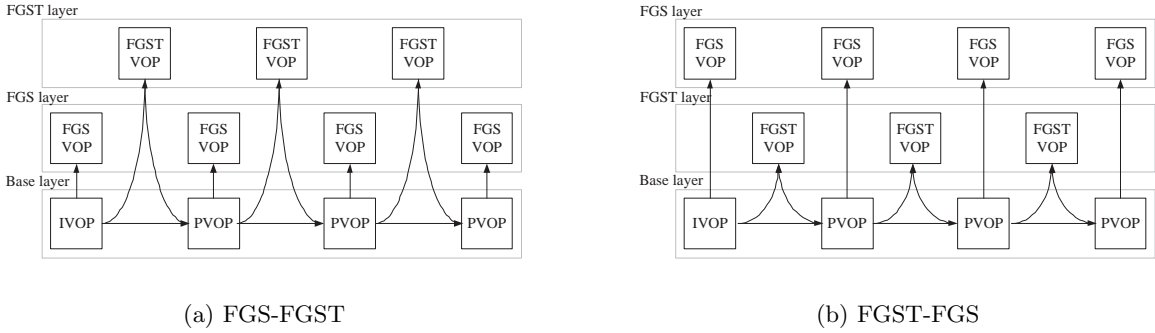 FGST layer
FGST
VOP
FGST
VOP
FGST
VOP
FGS layer
FGS
VOP
FGS
VOP
FGS
VOP
FGS
VOP
Base layer
IVOP
PVOP
PVOP
PVOP
(a) FGS-FGST
FGS layer
FGS
VOP
FGS
VOP
FGS
VOP
FGS
VOP
FGST layer
FGST
VOP
FGST
VOP
FGST
VOP
Base layer
IVOP
PVOP
PVOP
PVOP
(b) FGST-FGS